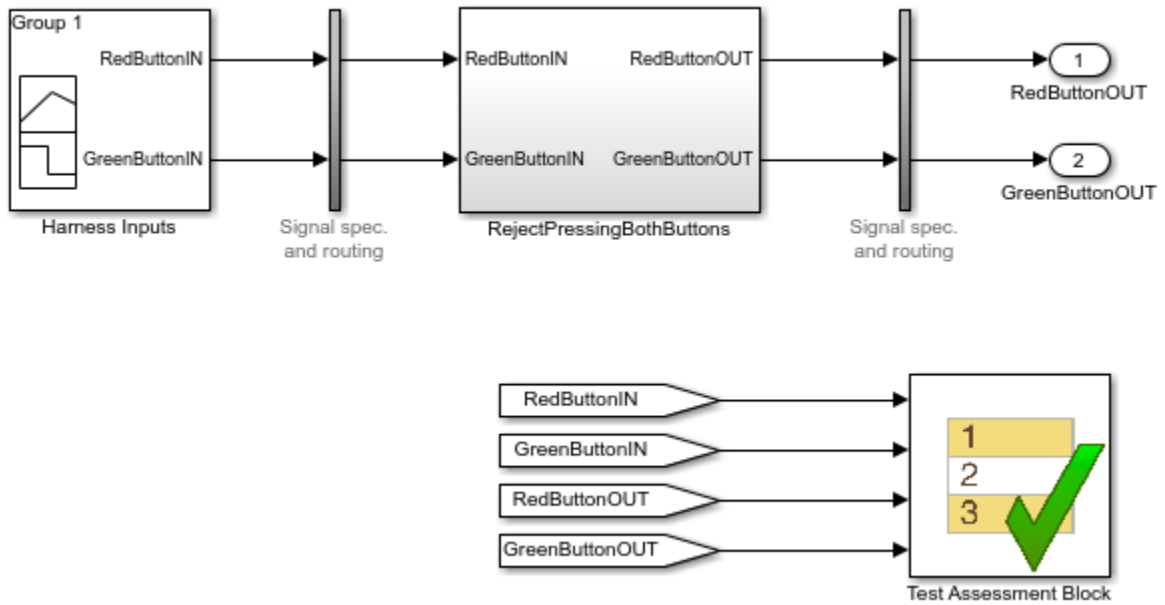 Group 1
RedButtonIN
GreenButtonIN
Harness Inputs
Signal spec.
and routing
RedButtonIN
RedButtonOUT
GreenButtonIN
GreenButtonOUT
RejectPressingBothButtons
Signal spec.
and routing
1
RedButtonOUT
2
GreenButtonOUT
RedButtonIN
GreenButtonIN
RedButtonOUT
GreenButtonOUT
1
2
3
Test Assessment Block